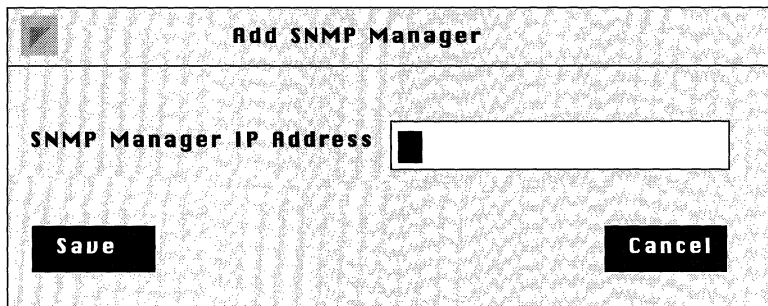 Add SNMP Manager
SNMP Manager IP Address
Save
Cancel